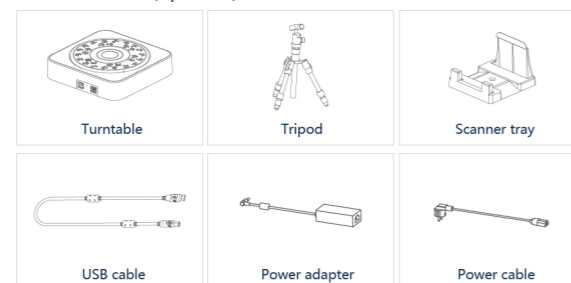 Turntable
Tripod
Scanner tray
USB cable
Power adapter
Power cable